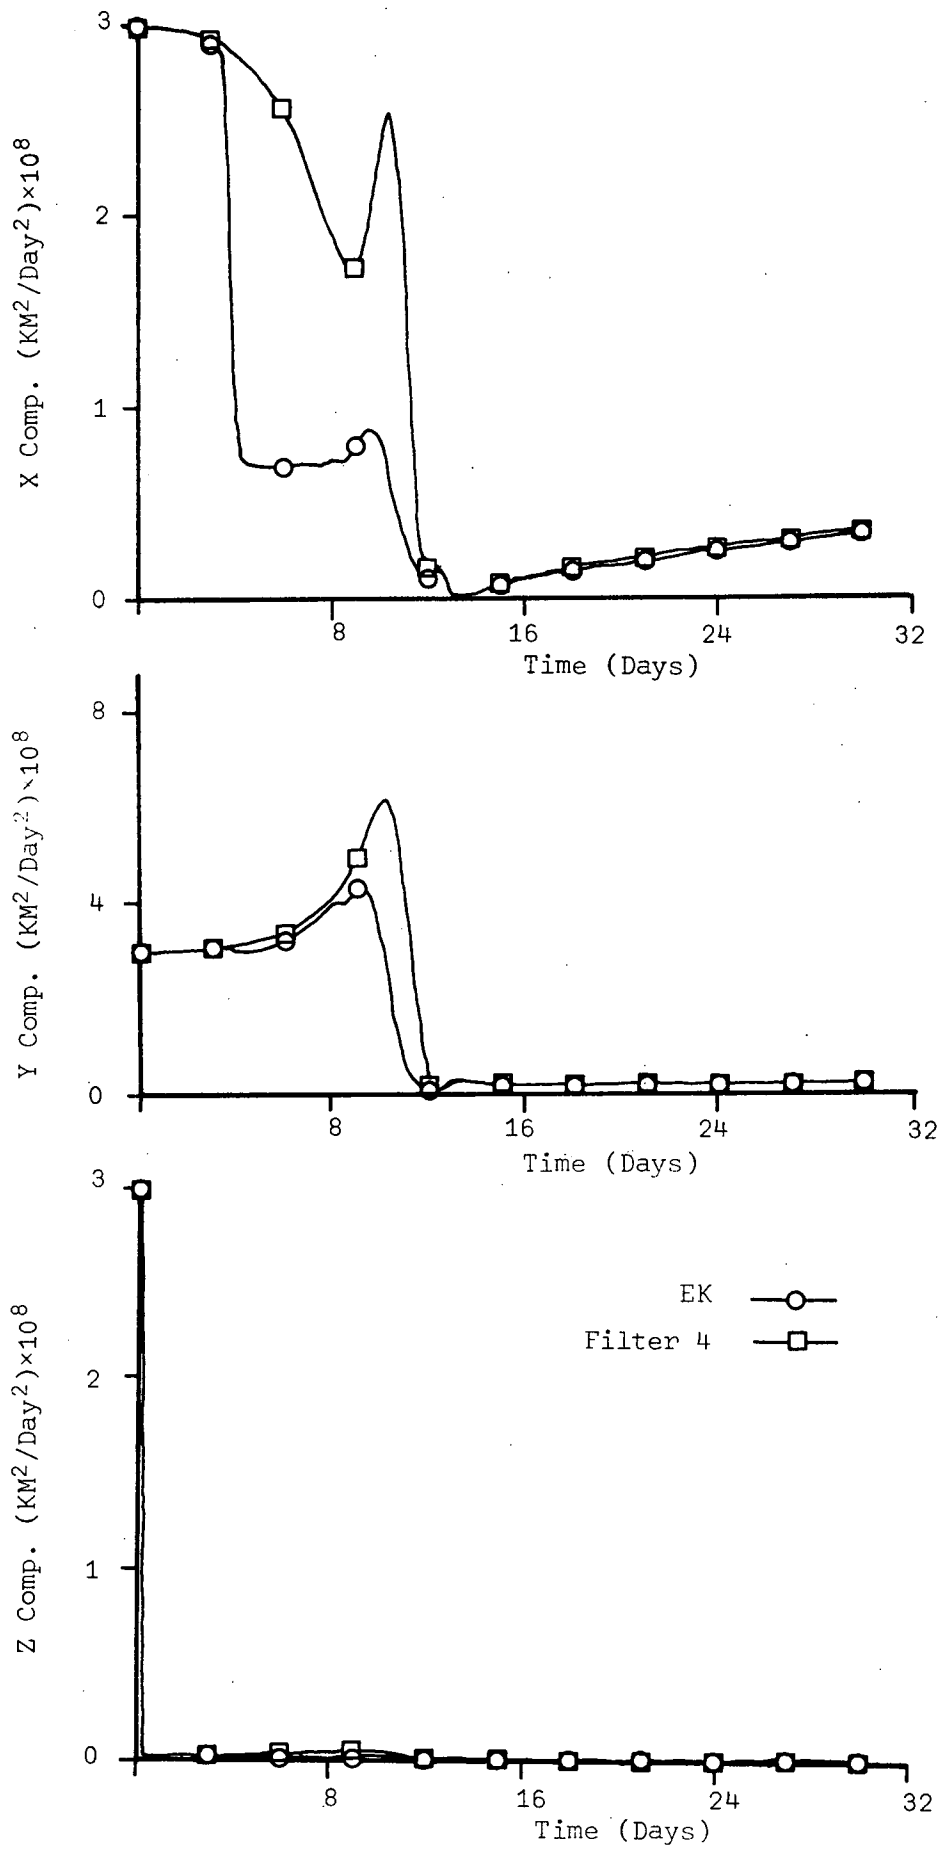 3
2
1
0
X Comp. (KM²/Day²)×10⁸
8
16
24
32
Time (Days)
8
4
0
Y Comp. (KM²/Day²)×10⁸
8
16
24
32
Time (Days)
3
2
1
0
Z Comp. (KM²/Day²)×10⁸
EK
Filter 4
8
16
24
32
Time (Days)